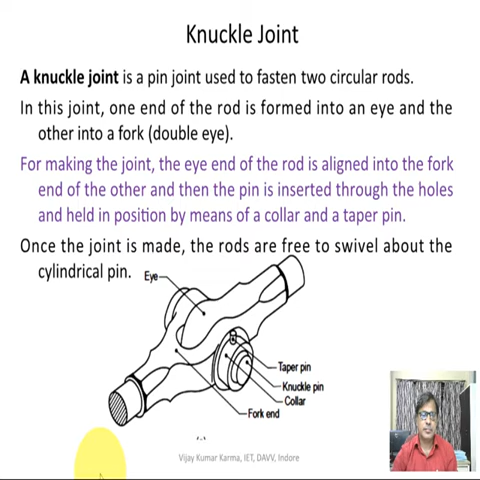 Knuckle Joint
A knuckle joint is a pin joint used to fasten two circular rods.
In this joint, one end of the rod is formed into an eye and the
other into a fork (double eye).
For making the joint, the eye end of the rod is aligned into the fork
end of the other and then the pin is inserted through the holes
and held in position by means of a collar and a taper pin.
Once the joint is made, the rods are free to swivel about the
cylindrical pin.
Eye
Taper pin
Knuckle pin
Collar
Fork end
Vijay Kumar Karma, IET, DAVV, Indore